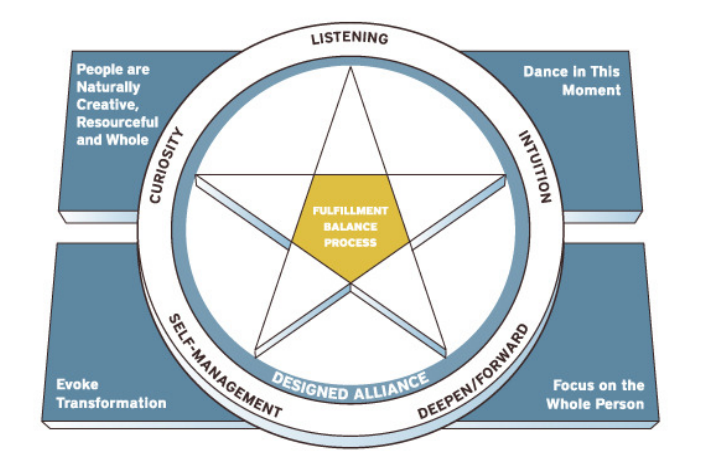 LISTENING
People are
Naturally
Creative,
Resourceful
and Whole
Dance In This
Moment
CURIOSITY
INTUITION
FULFILLMENT
BALANCE
PROCESS
SELF-MANAGEMENT
DEEPEN/FORWARD
DESIGNED ALLIANCE
Evoke
Transformation
Focus on the
Whole Person